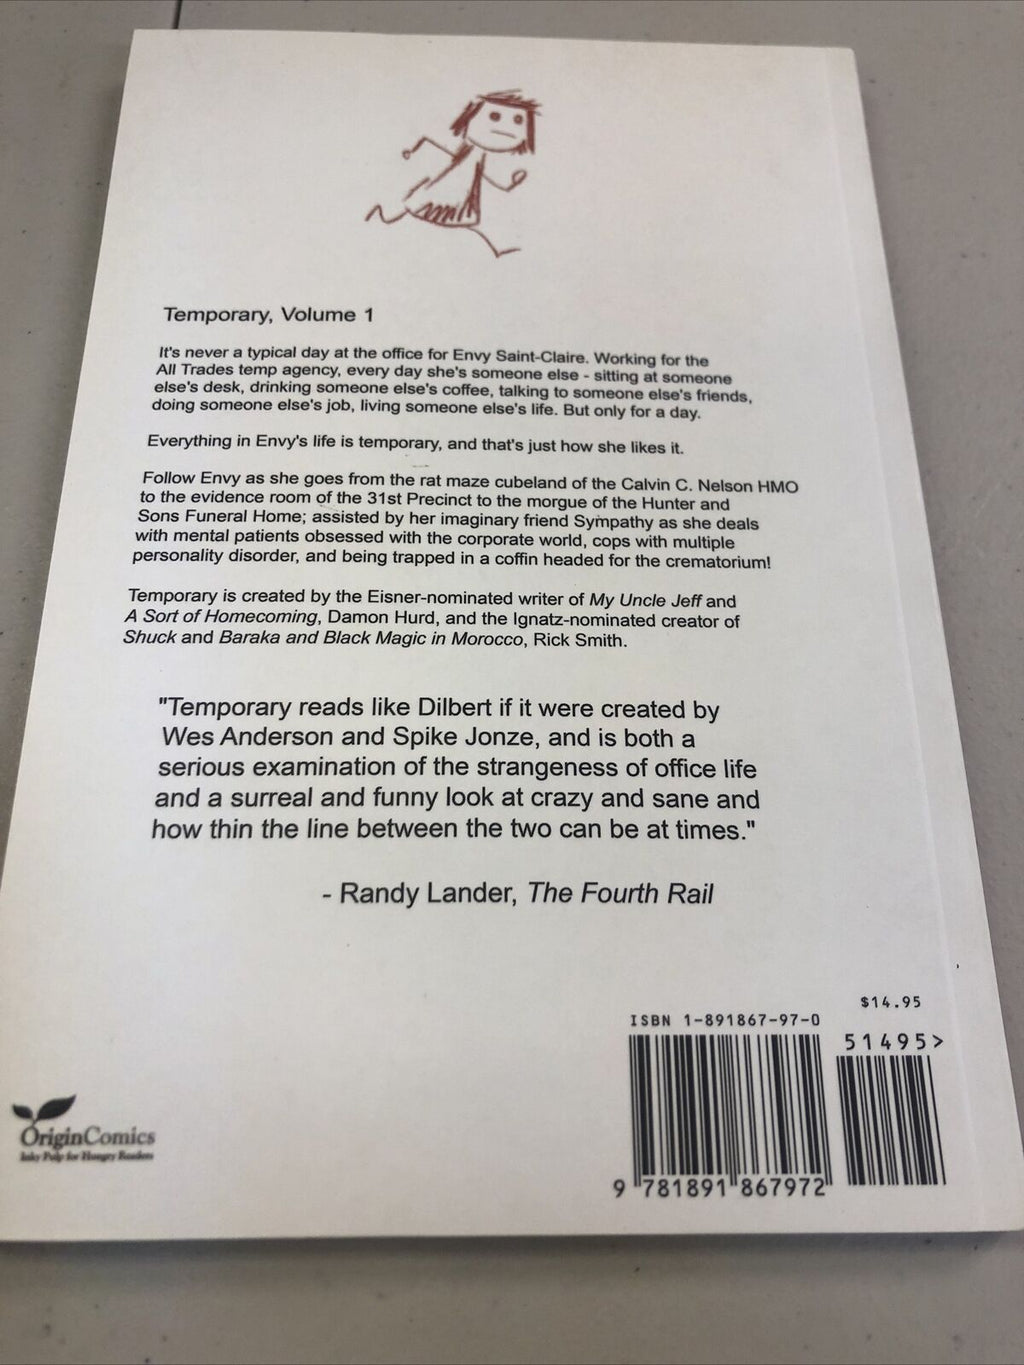 Temporary, Volume 1
It's never a typical day at the office for Envy Saint-Claire. Working for the
All Trades temp agency, every day she's someone else - sitting at someone
else's desk, drinking someone else's coffee, talking to someone else's friends,
doing someone else's job, living someone else's life. But only for a day.
Everything in Envy's life is temporary, and that's just how she likes it.
Follow Envy as she goes from the rat maze cubeland of the Calvin C. Nelson HMO
to the evidence room of the 31st Precinct to the morgue of the Hunter and
Sons Funeral Home; assisted by her imaginary friend Sympathy as she deals
with mental patients obsessed with the corporate world, cops with multiple
personality disorder, and being trapped in a coffin headed for the crematorium!
Temporary is created by the Eisner-nominated writer of My Uncle Jeff and
A Sort of Homecoming, Damon Hurd, and the Ignatz-nominated creator of
Shuck and Baraka and Black Magic in Morocco, Rick Smith.
"Temporary reads like Dilbert if it were created by
Wes Anderson and Spike Jonze, and is both a
serious examination of the strangeness of office life
and a surreal and funny look at crazy and sane and
how thin the line between the two can be at times."
- Randy Lander, The Fourth Rail
$14.95
ISBN 1-891867-97-0
51495>
9 781891 867972
OriginComics
Inky Pulp for Hungry Readers